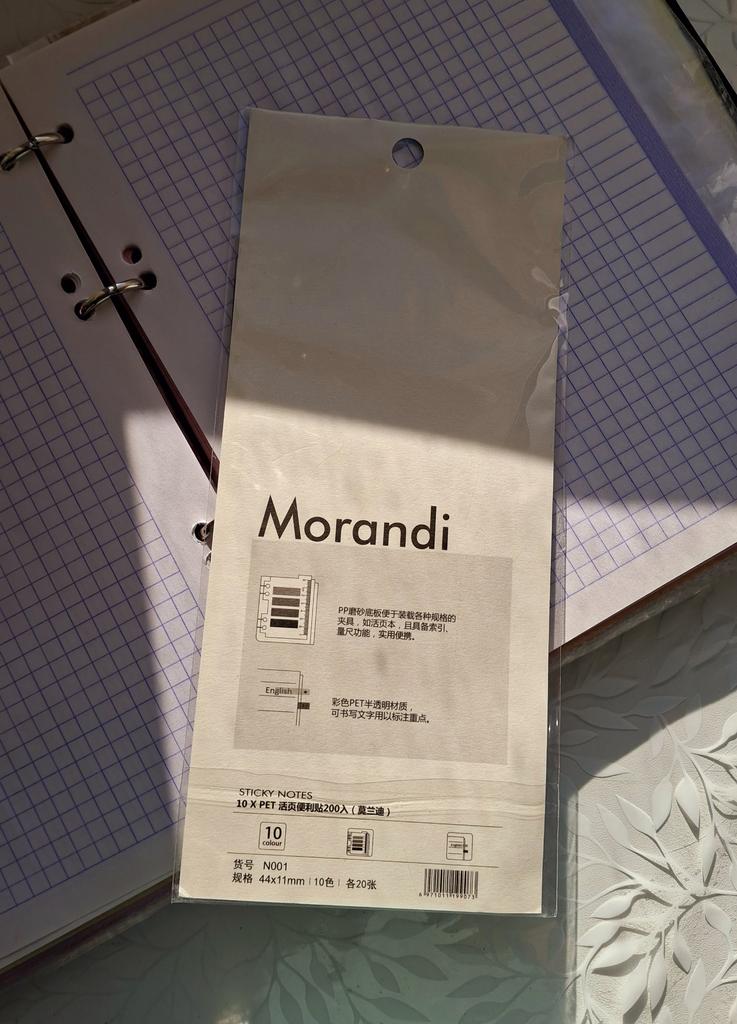 Morandi
PP磨砂底板便于装载各种规格的
夹具，如活页本，且具备索引、
量尺功能，实用便携。
English
彩色PET半透明材质，
可书写文字用以标注重点。
STICKY NOTES
10 X PET 活页便利贴200入（莫兰迪）
10
colour
English
货号 N001
规格 44x11mm | 10色 | 各20张
6 971011 199073